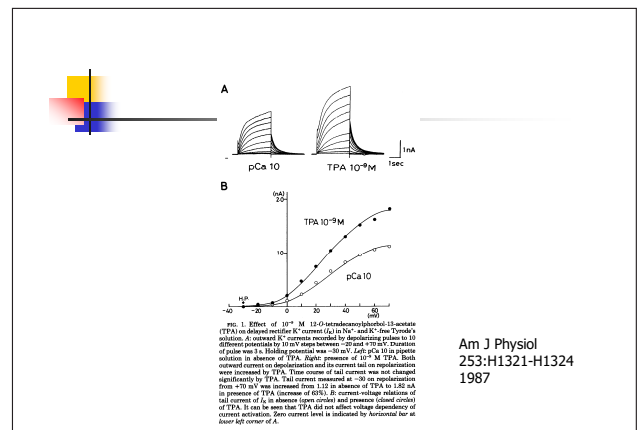 A
1nA
1sec
pCa 10
TPA 10⁻⁹M
B
(nA)
2.0
TPA 10⁻⁹M
1.0
pCa 10
H.P.
-40 -20 0 20 40 60 (mV)
FIG. 1. Effect of 10⁻⁹ M 12-O-tetradecanoylphorbol-13-acetate
(TPA) on delayed rectifier K⁺ current (Iₖ) in Na⁺- and K⁺-free Tyrode's
solution. A: outward K⁺ currents recorded by depolarizing pulses to 10
different potentials by 10 mV steps between -20 and +70 mV. Duration
of pulse was 3 s. Holding potential was -30 mV. Left: pCa 10 in pipette
solution in absence of TPA. Right: presence of 10⁻⁹ M TPA. Both
outward current on depolarization and its current tail on repolarization
were increased by TPA. Time course of tail current was not changed
significantly by TPA. Tail current measured at -30 on repolarization
from +70 mV was increased from 1.12 in absence of TPA to 1.82 nA
in presence of TPA (increase of 63%). B: current-voltage relations of
tail current of Iₖ in absence (open circles) and presence (closed circles)
of TPA. It can be seen that TPA did not affect voltage dependency of
current activation. Zero current level is indicated by horizontal bar at
lower left corner of A.
Am J Physiol
253:H1321-H1324
1987